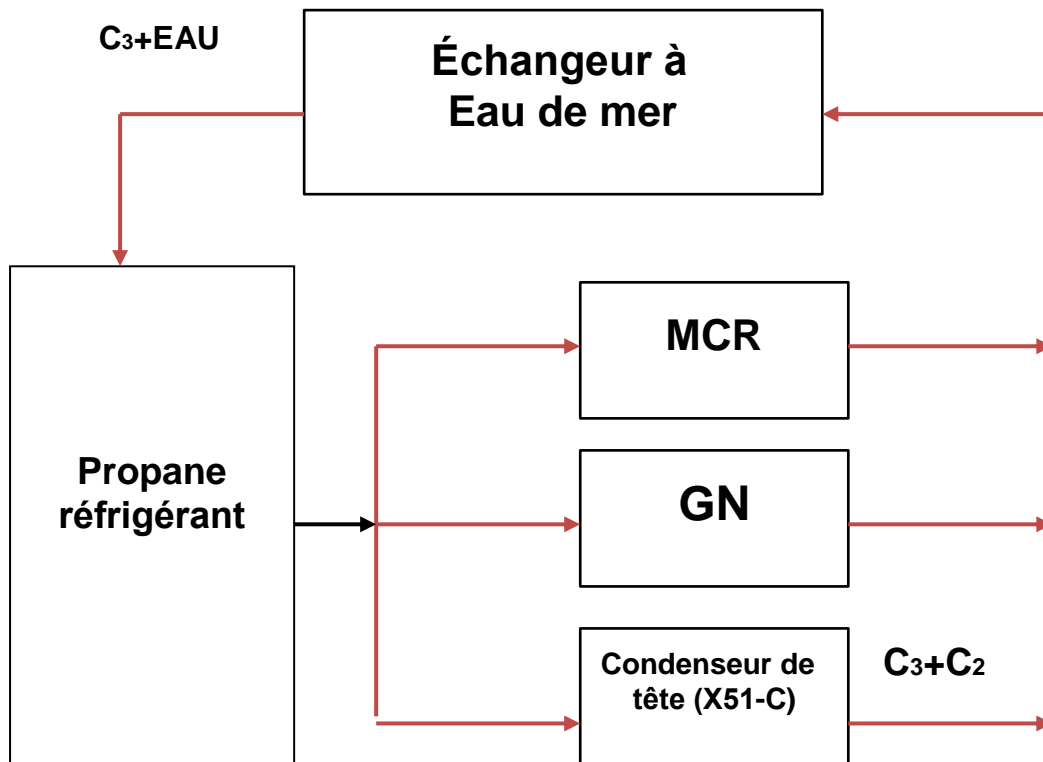 C3+EAU
Échangeur à
Eau de mer
MCR
Propane
réfrigérant
GN
Condenseur de
tête (X51-C)
C3+C2